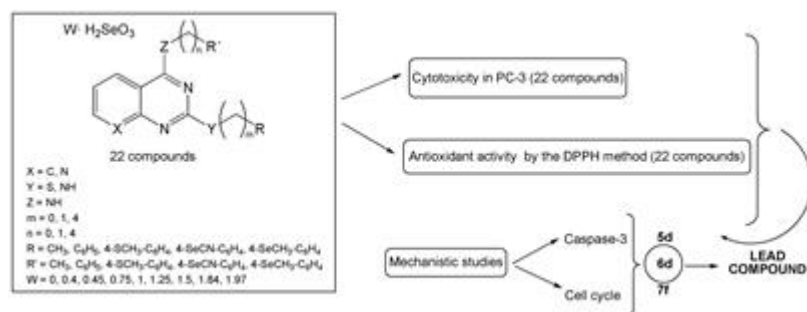 W· H₂SeO₃
Z
( )n R´
N
N
X
Y
( )m R
22 compounds
X = C, N
Y = S, NH
Z = NH
m = 0, 1, 4
n = 0, 1, 4
R = CH₃, C₆H₅, 4-SCH₃-C₆H₄, 4-SeCN-C₆H₄, 4-SeCH₃-C₆H₄
R´ = CH₃, C₆H₅, 4-SCH₃-C₆H₄, 4-SeCN-C₆H₄, 4-SeCH₃-C₆H₄
W = 0, 0.4, 0.45, 0.75, 1, 1.25, 1.5, 1.84, 1.97
Cytotoxicity in PC-3 (22 compounds)
Antioxidant activity by the DPPH method (22 compounds)
Mechanistic studies
Caspase-3
Cell cycle
5d
6d
7f
LEAD
COMPOUND